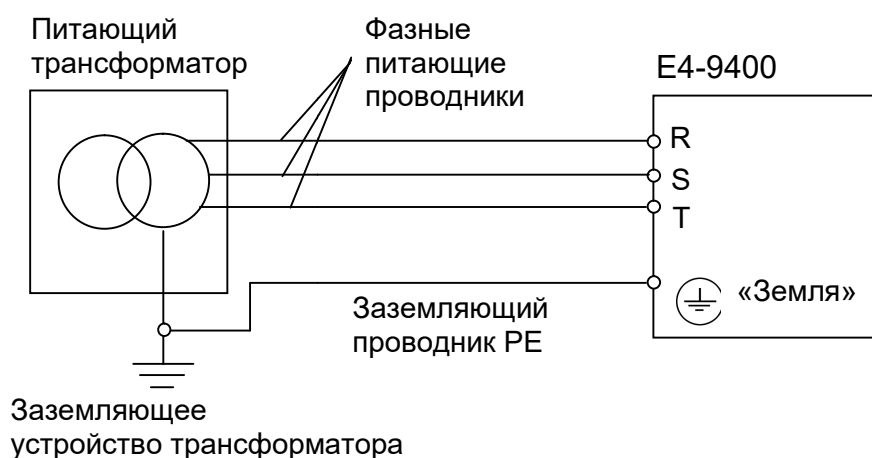 Питающий
трансформатор
Фазные
питающие
проводники
E4-9400
R
S
T
«Земля»
Заземляющий
проводник PE
Заземляющее
устройство трансформатора